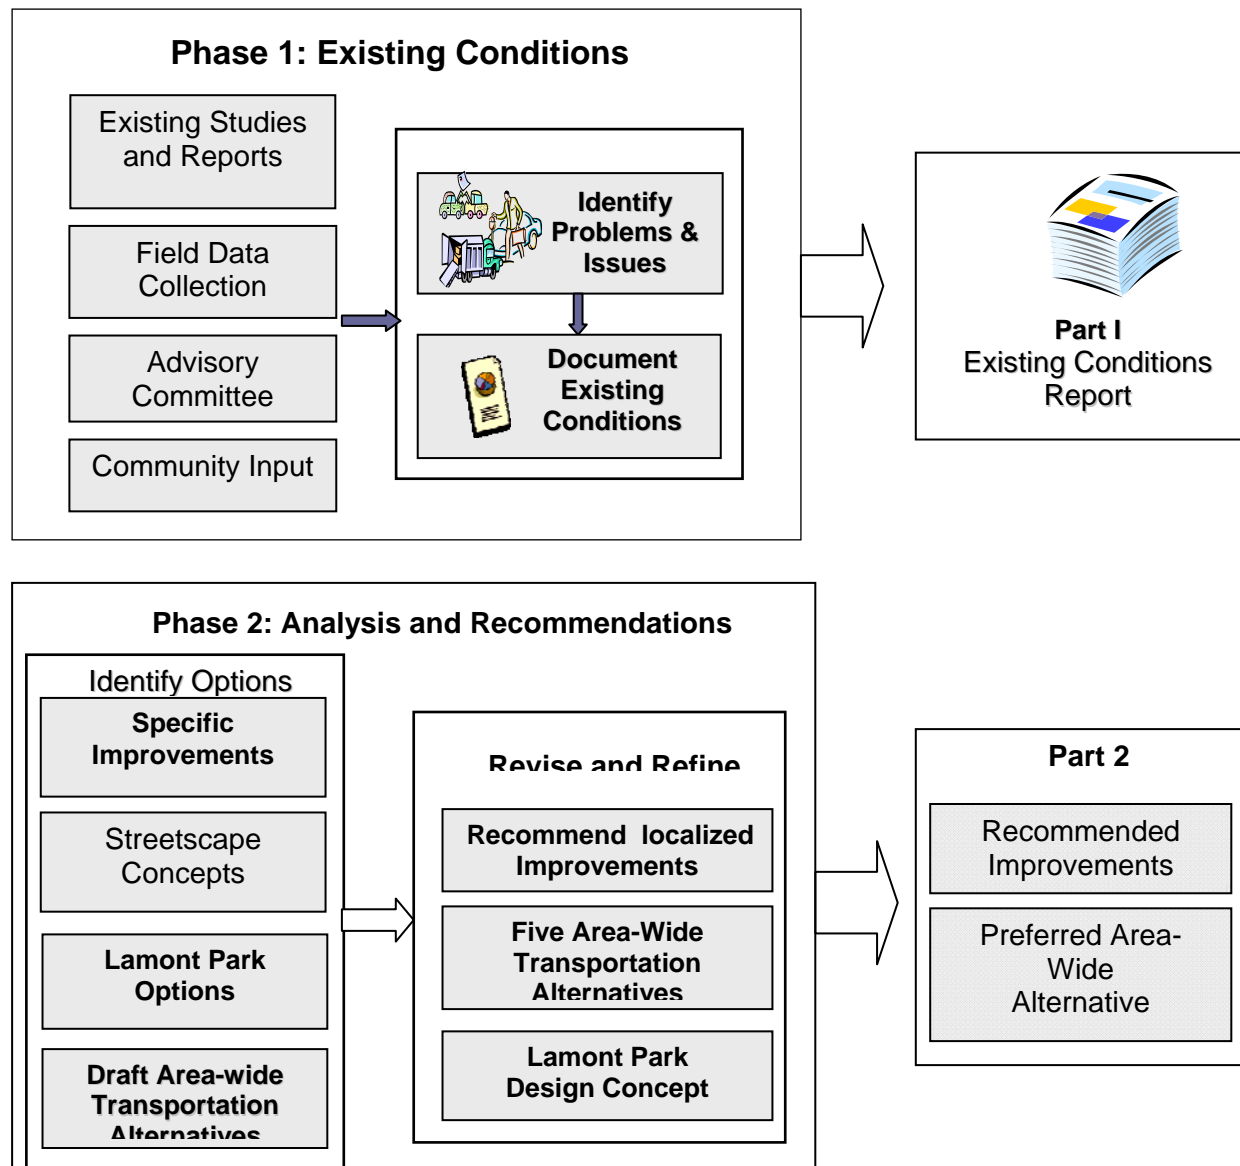 Phase 1: Existing Conditions
Existing Studies
and Reports
Field Data
Collection
Advisory
Committee
Community Input
Identify
Problems &
Issues
Document
Existing
Conditions
Part I
Existing Conditions
Report
Phase 2: Analysis and Recommendations
Identify Options
Specific
Improvements
Streetscape
Concepts
Lamont Park
Options
Draft Area-wide
Transportation
Alternatives
Revise and Refine
Recommend localized
Improvements
Five Area-Wide
Transportation
Alternatives
Lamont Park
Design Concept
Part 2
Recommended
Improvements
Preferred Area-
Wide
Alternative